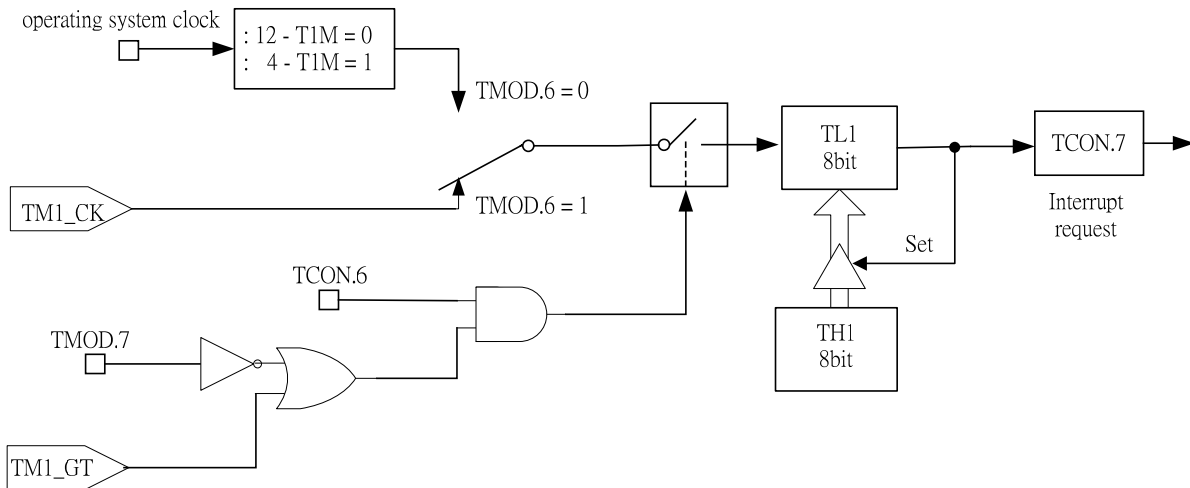 operating system clock
: 12 - T1M = 0
: 4 - T1M = 1
TMOD.6 = 0
TL1
8bit
TCON.7
TM1_CK
TMOD.6 = 1
Interrupt
request
Set
TCON.6
TMOD.7
TH1
8bit
TM1_GT